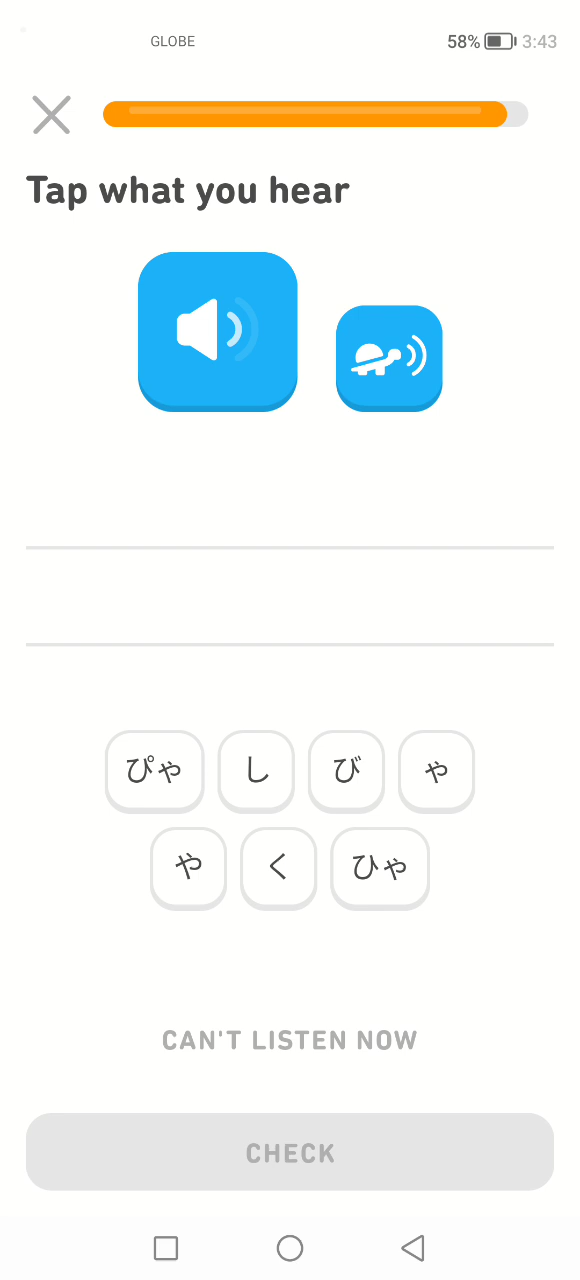 GLOBE 58% 3:43
Tap what you hear
ぴゃ し び ゃ
や く ひゃ
CAN'T LISTEN NOW
CHECK